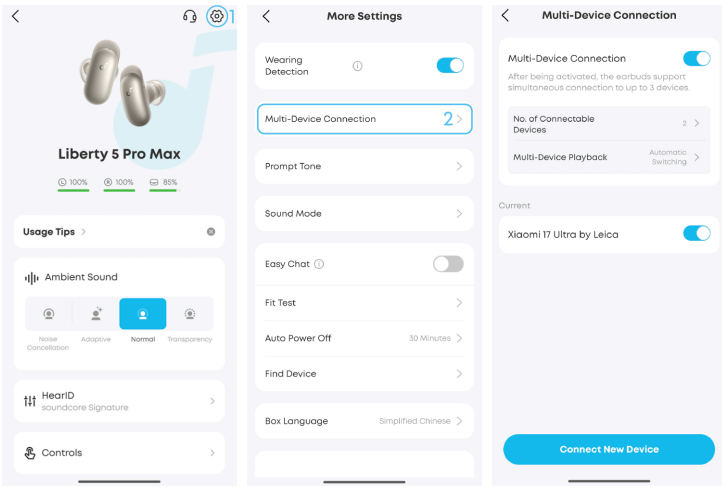 1
Liberty 5 Pro Max
100%
100%
85%
Usage Tips
Ambient Sound
Noise
Cancellation
Adaptive
Normal
Transparency
HearID
soundcore Signature
Controls
More Settings
Wearing
Detection
Multi-Device Connection
2
Prompt Tone
Sound Mode
Easy Chat
Fit Test
Auto Power Off
30 Minutes
Find Device
Box Language
Simplified Chinese
Multi-Device Connection
Multi-Device Connection
After being activated, the earbuds support
simultaneous connection to up to 3 devices.
No. of Connectable
Devices
2
Multi-Device Playback
Automatic
Switching
Current
Xiaomi 17 Ultra by Leica
Connect New Device